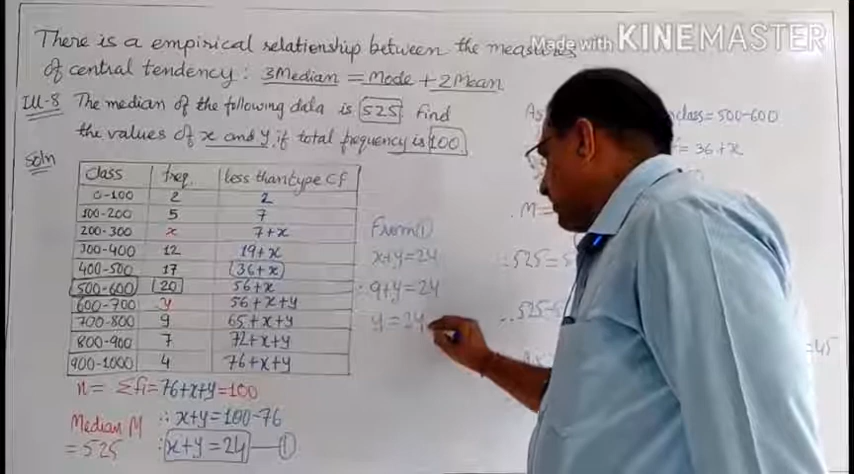 There is a empirical relationship between the measures
of central tendency : 3Median = Mode + 2Mean
Made with KINEMASTER
Ill-8 The median of the following data is 525 Find
the values of x and y, if total frequency is 100
Soln
Class freq. less than type Cf
0-100 2 2
100-200 5 7
200-300 x 7+x
300-400 12 19+x
400-500 17 36+x
500-600 20 56+x
600-700 y 56+x+y
700-800 9 65+x+y
800-900 7 72+x+y
900-1000 4 76+x+y
n = Σfi = 76+x+y = 100
∴ x+y = 100-76
∴ x+y = 24 — ①
Median M
= 525
From ①
x+y = 24
∴ 9+y = 24
y = 24
class = 500-600
= 36+x
M =
∴ 525 =
∴ 525-
= 45